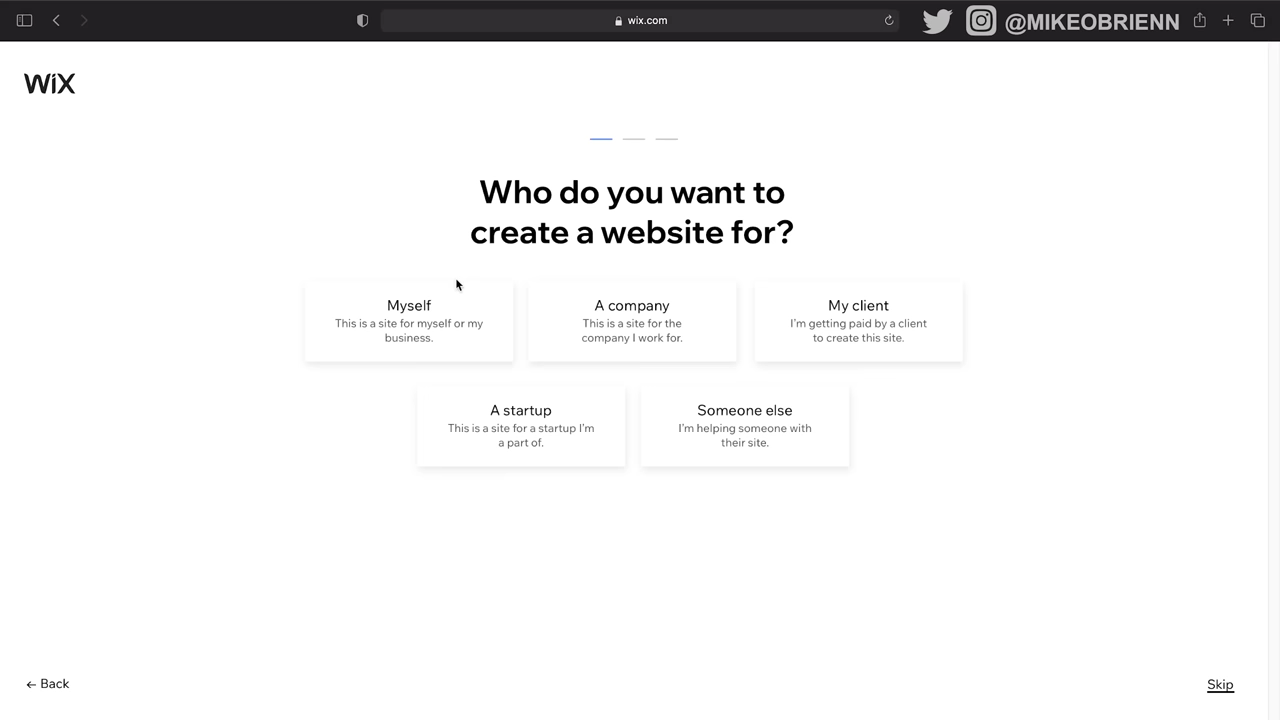 wix.com
@MIKEOBRIENN
WiX
Who do you want to
create a website for?
Myself
This is a site for myself or my
business.
A company
This is a site for the
company I work for.
My client
I'm getting paid by a client
to create this site.
A startup
This is a site for a startup I'm
a part of.
Someone else
I'm helping someone with
their site.
← Back
Skip